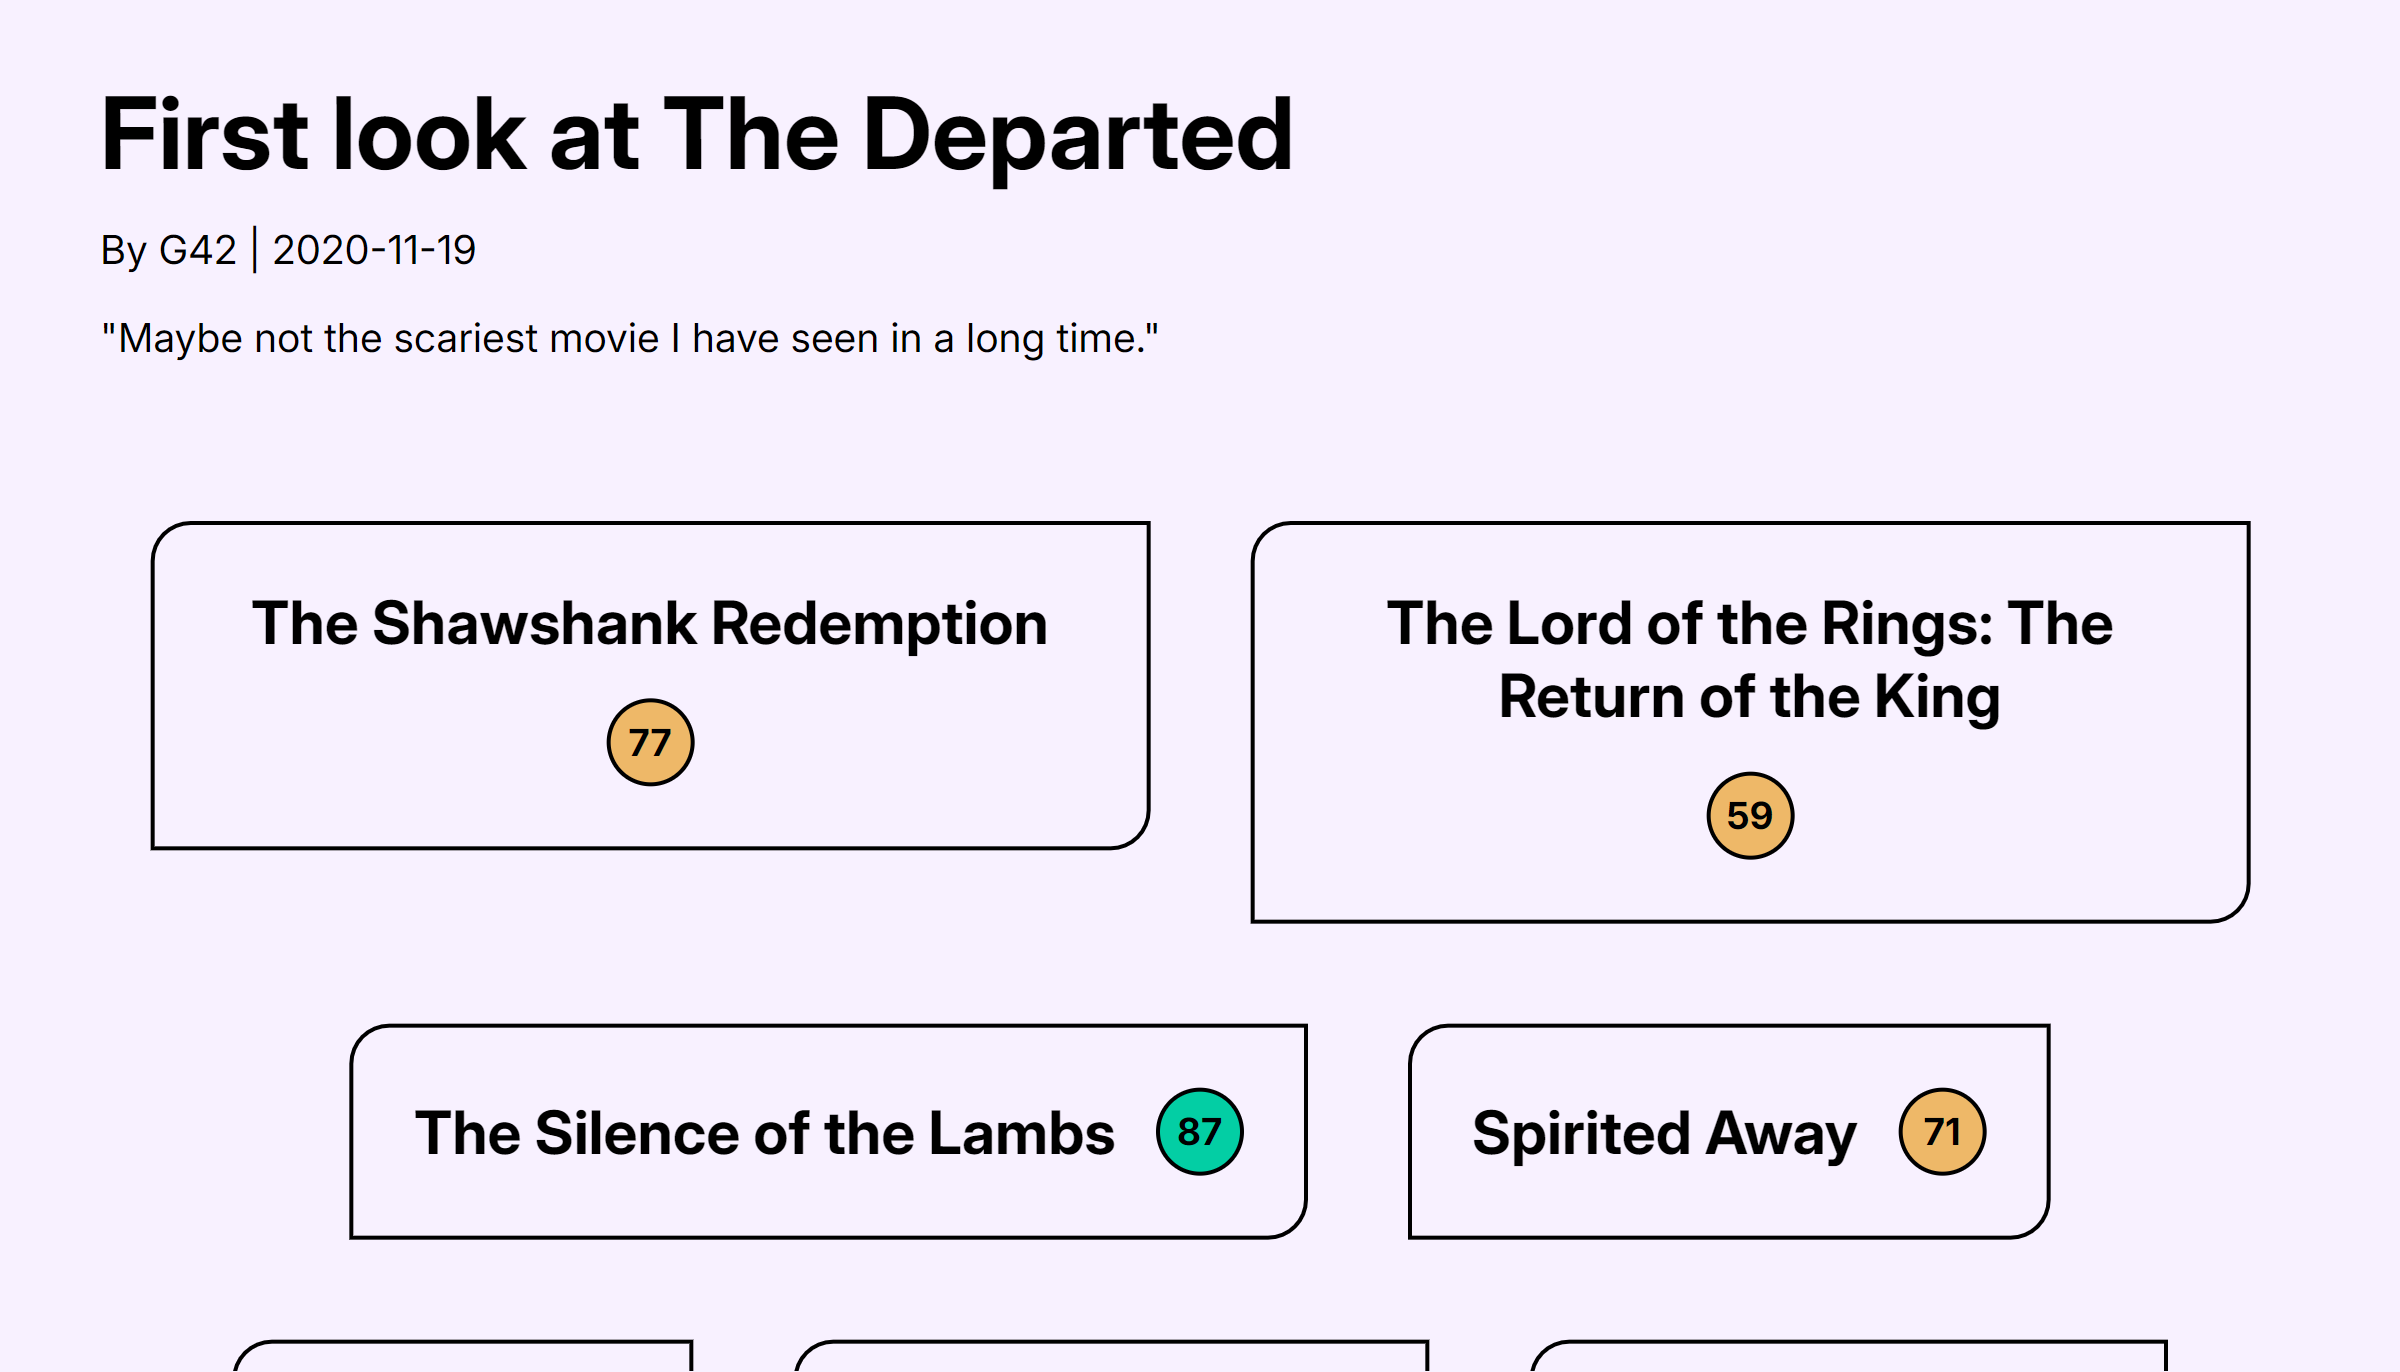 First look at The Departed
By G42 | 2020-11-19
"Maybe not the scariest movie I have seen in a long time."
The Shawshank Redemption
77
The Lord of the Rings: The
Return of the King
59
The Silence of the Lambs 87
Spirited Away 71